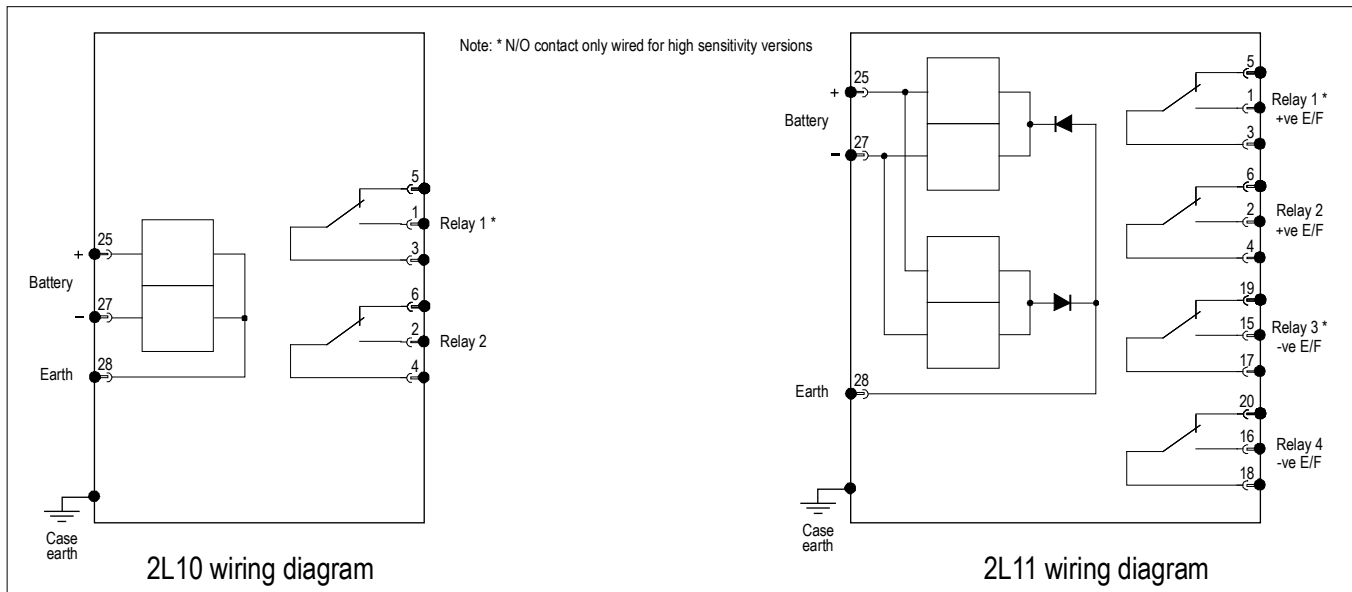 Note: * N/O contact only wired for high sensitivity versions
5
1
Relay 1 *
3
25
+
6
Battery
2
Relay 2
27
−
4
28
Earth
Case
earth
2L10 wiring diagram
25
+
Battery
27
−
28
Earth
Case
earth
5
1
Relay 1 *
+ve E/F
3
6
2
Relay 2
+ve E/F
4
19
15
Relay 3 *
-ve E/F
17
20
16
Relay 4
-ve E/F
18
2L11 wiring diagram